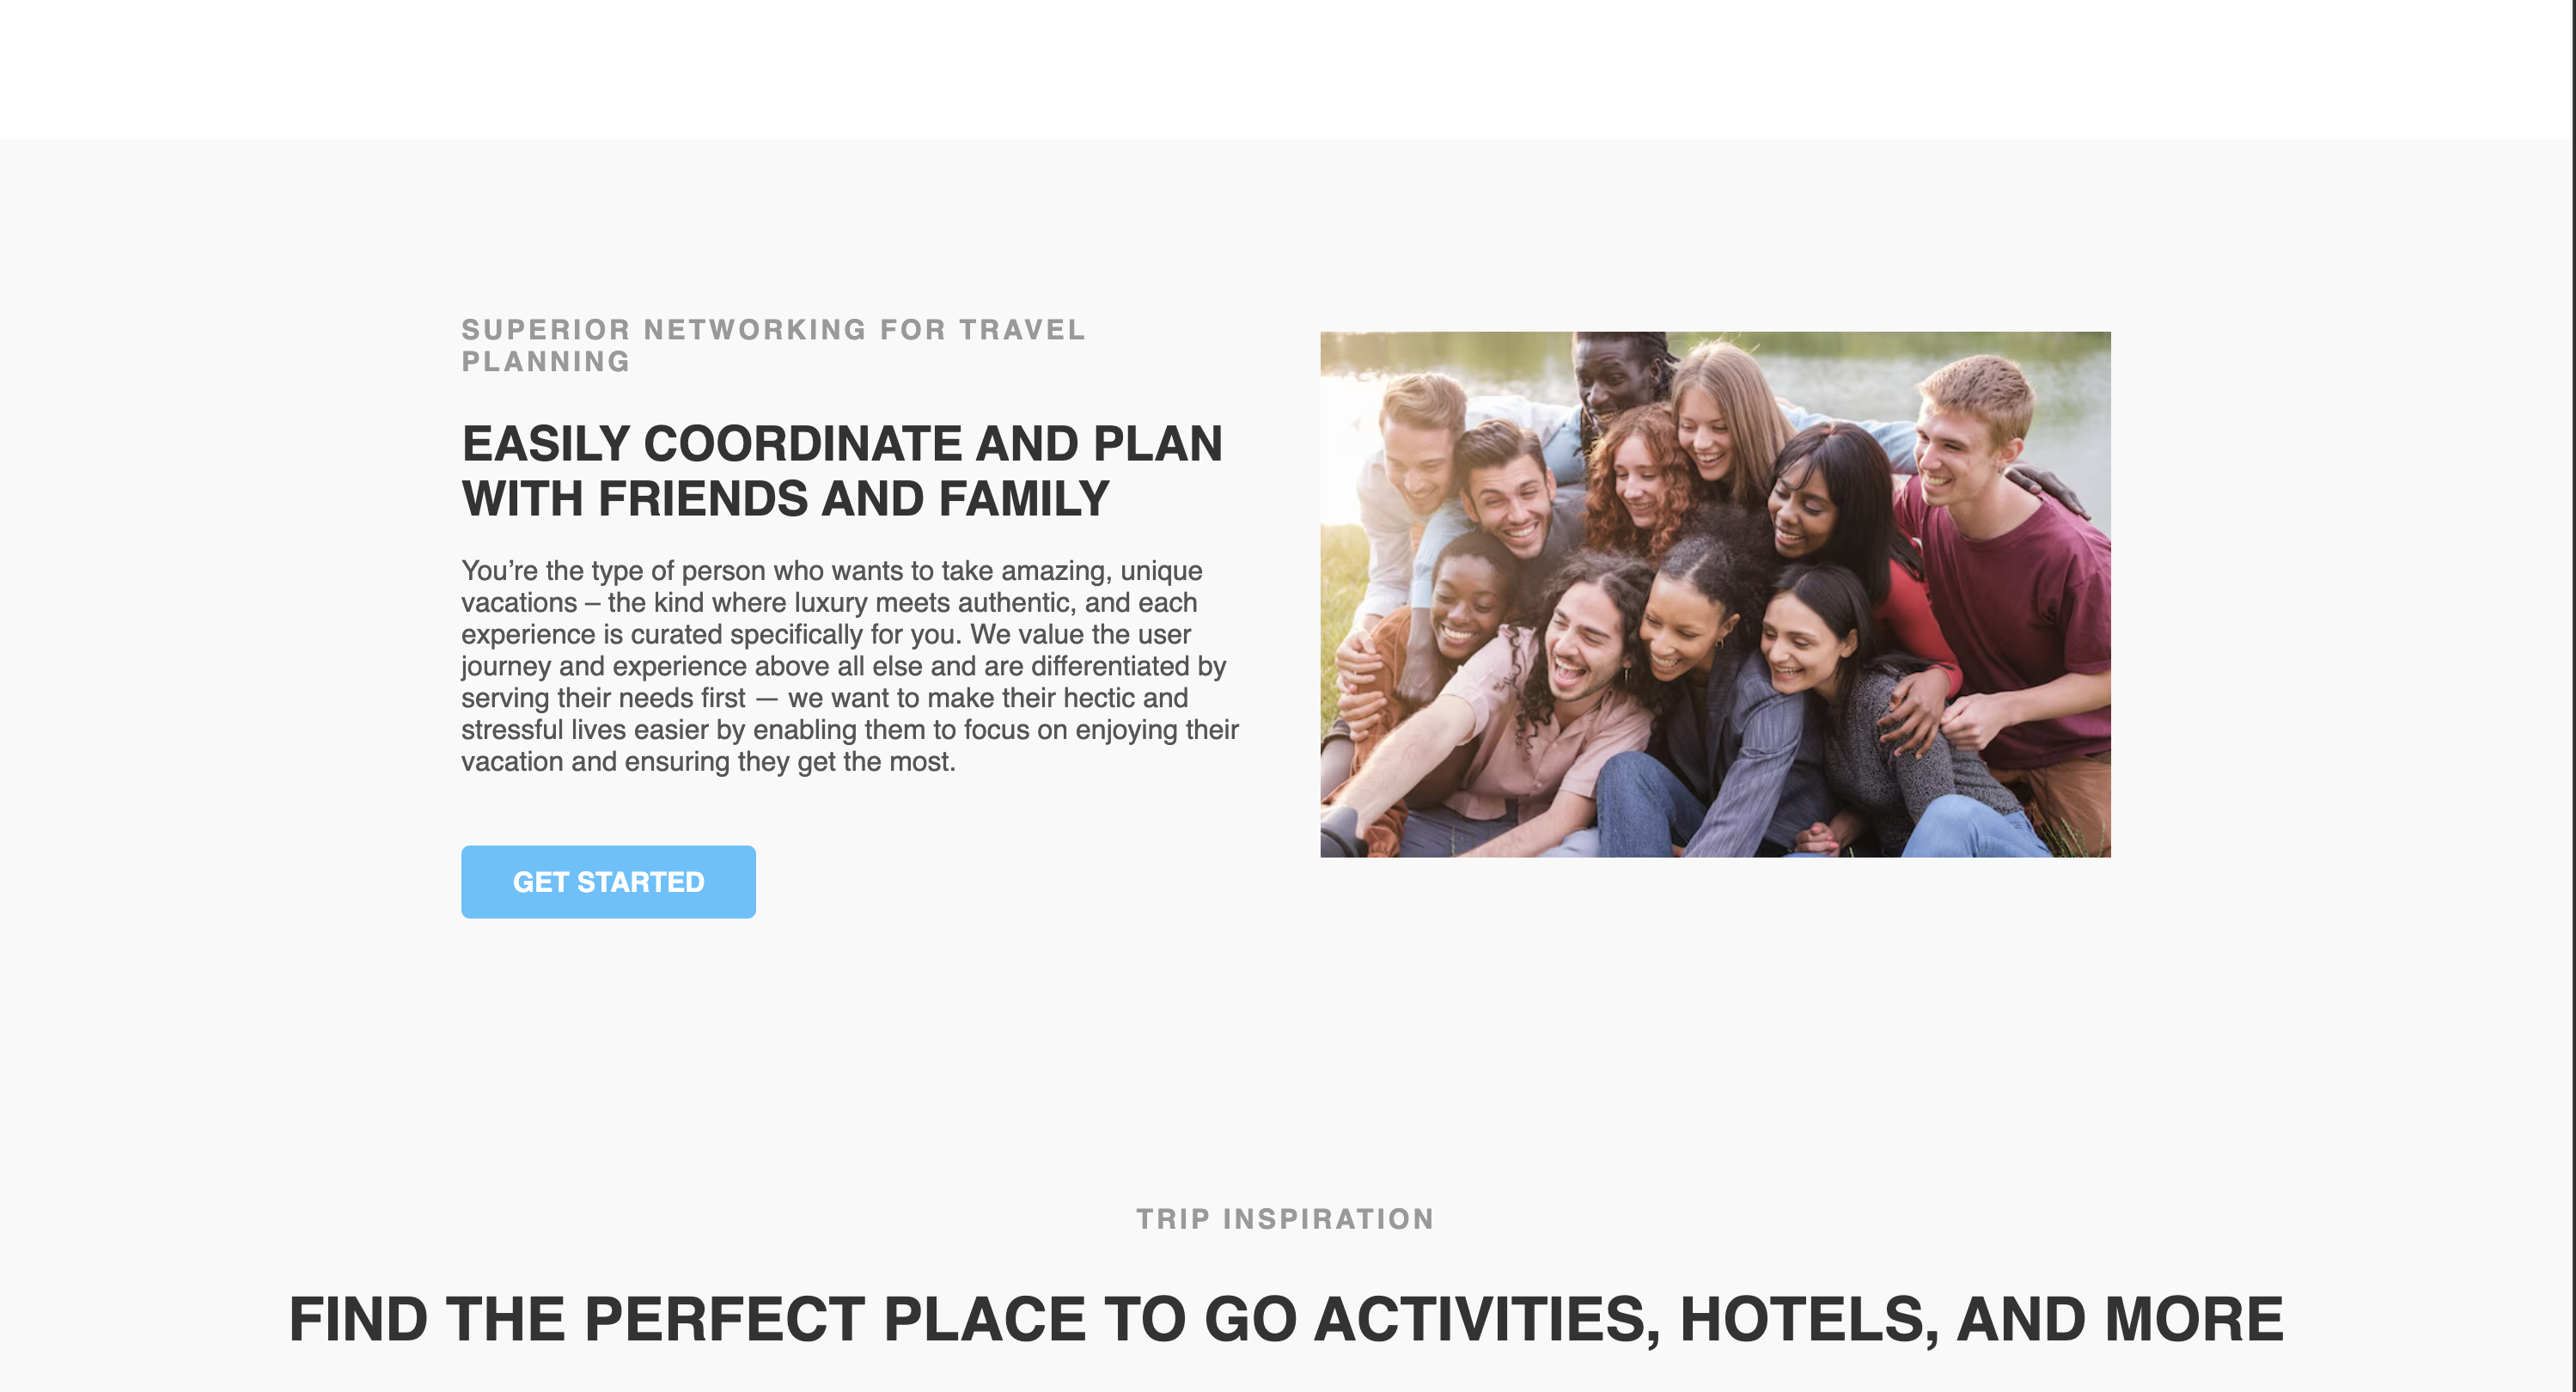 SUPERIOR NETWORKING FOR TRAVEL
PLANNING
EASILY COORDINATE AND PLAN
WITH FRIENDS AND FAMILY
You’re the type of person who wants to take amazing, unique
vacations – the kind where luxury meets authentic, and each
experience is curated specifically for you. We value the user
journey and experience above all else and are differentiated by
serving their needs first — we want to make their hectic and
stressful lives easier by enabling them to focus on enjoying their
vacation and ensuring they get the most.
GET STARTED
TRIP INSPIRATION
FIND THE PERFECT PLACE TO GO ACTIVITIES, HOTELS, AND MORE